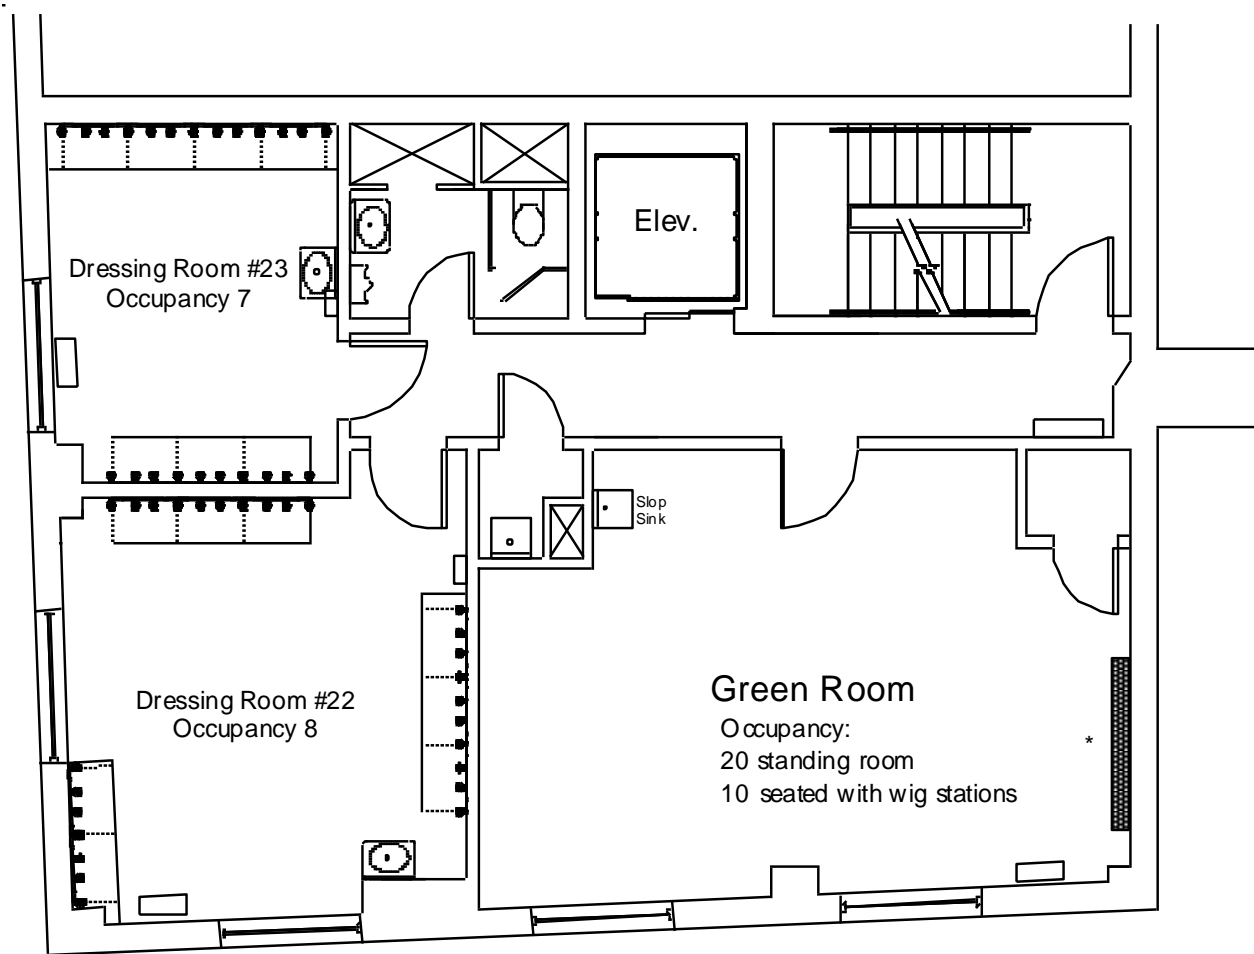 Elev.
Dressing Room #23
Occupancy 7
Slop
Sink
Dressing Room #22
Occupancy 8
Green Room
Occupancy:
20 standing room
*
10 seated with wig stations